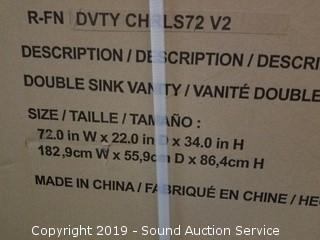 R-FN DVTY CHRLS72 V2
DESCRIPTION / DESCRIPTION / DESCRI
DOUBLE SINK VANITY / VANITÉ DOUBLE
SIZE / TAILLE / TAMAÑO :
72.0 in W x 22.0 in D x 34.0 in H
182,9cm W x 55,9cm D x 86,4cm H
MADE IN CHINA / FABRIQUÉ EN CHINE / HE
Copyright 2019 - Sound Auction Service